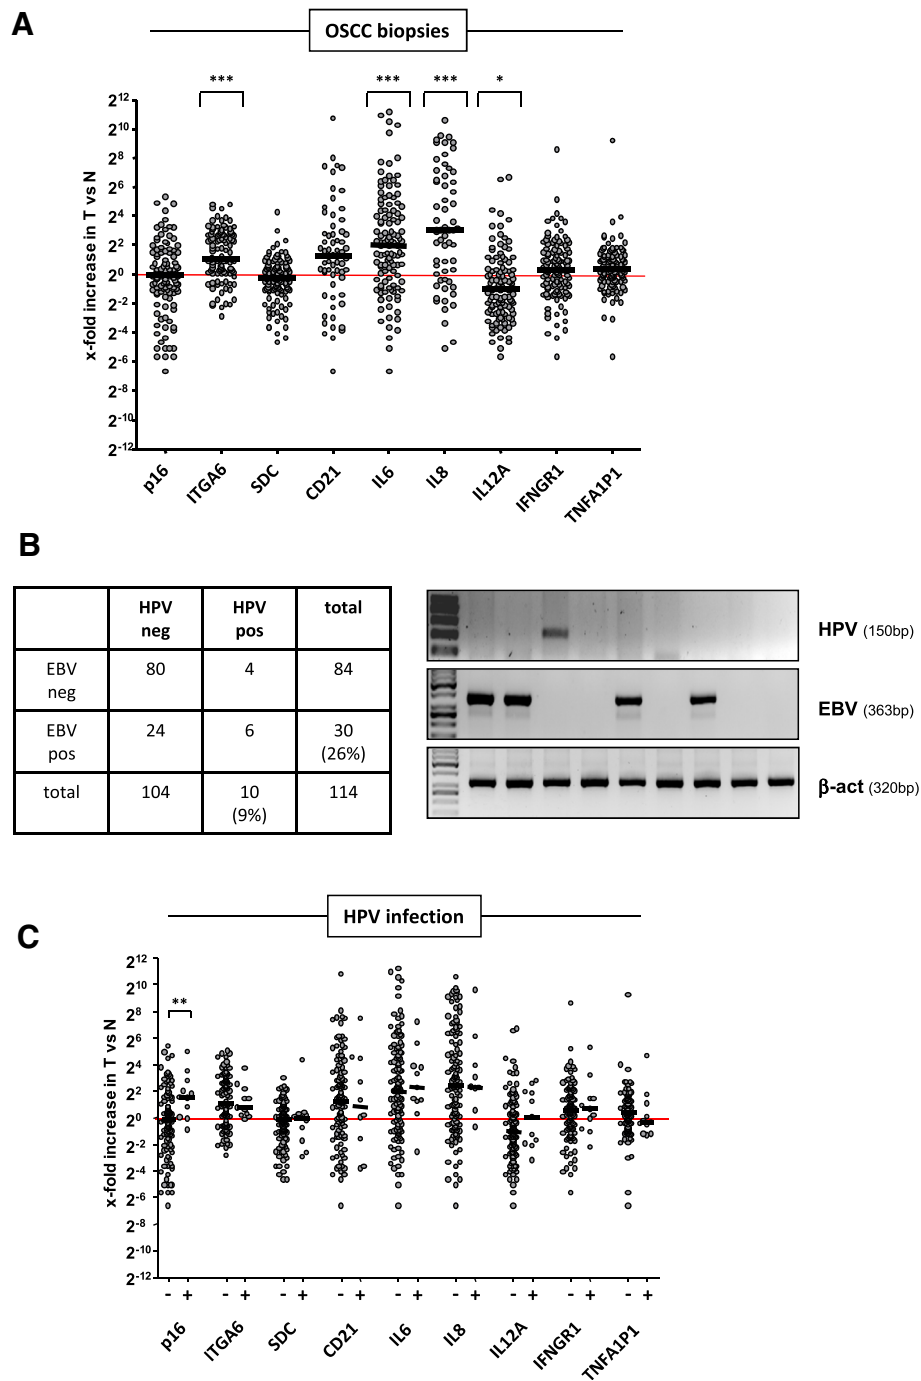 A
OSCC biopsies
*** *** *** *
x-fold increase in T vs N
2^12
2^10
2^8
2^6
2^4
2^2
2^0
2^-2
2^-4
2^-6
2^-8
2^-10
2^-12
p16 ITGA6 SDC CD21 IL6 IL8 IL12A IFNGR1 TNFA1P1
B
HPV neg HPV pos total
EBV neg 80 4 84
EBV pos 24 6 30 (26%)
total 104 10 (9%) 114
HPV (150bp)
EBV (363bp)
β-act (320bp)
C
HPV infection
**
x-fold increase in T vs N
2^12
2^10
2^8
2^6
2^4
2^2
2^0
2^-2
2^-4
2^-6
2^-8
2^-10
2^-12
- + - + - + - + - + - + - + - + - +
p16 ITGA6 SDC CD21 IL6 IL8 IL12A IFNGR1 TNFA1P1